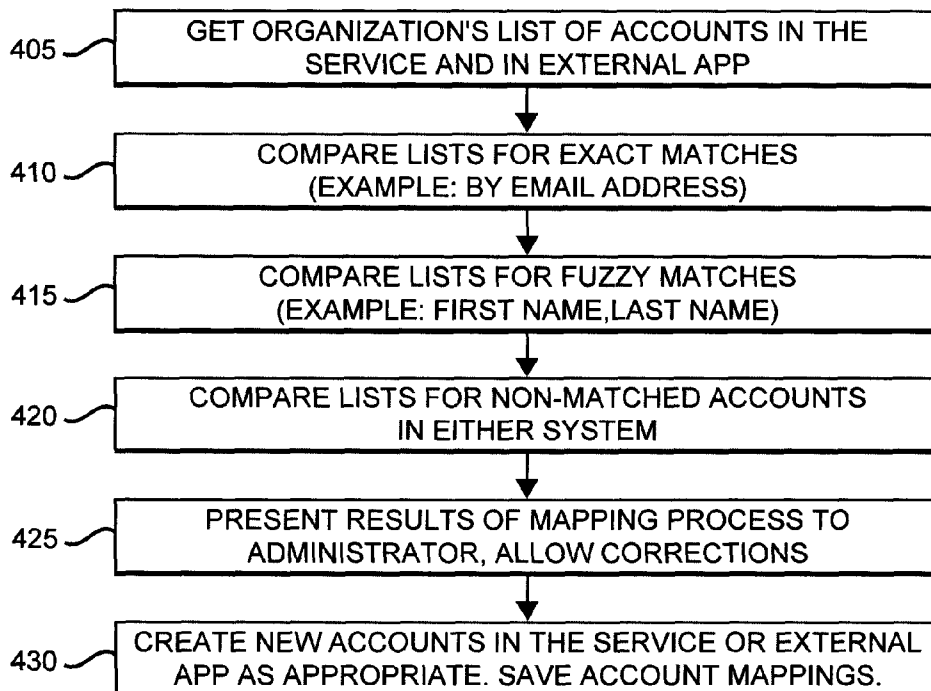 405
GET ORGANIZATION'S LIST OF ACCOUNTS IN THE
SERVICE AND IN EXTERNAL APP
410
COMPARE LISTS FOR EXACT MATCHES
(EXAMPLE: BY EMAIL ADDRESS)
415
COMPARE LISTS FOR FUZZY MATCHES
(EXAMPLE: FIRST NAME,LAST NAME)
420
COMPARE LISTS FOR NON-MATCHED ACCOUNTS
IN EITHER SYSTEM
425
PRESENT RESULTS OF MAPPING PROCESS TO
ADMINISTRATOR, ALLOW CORRECTIONS
430
CREATE NEW ACCOUNTS IN THE SERVICE OR EXTERNAL
APP AS APPROPRIATE. SAVE ACCOUNT MAPPINGS.